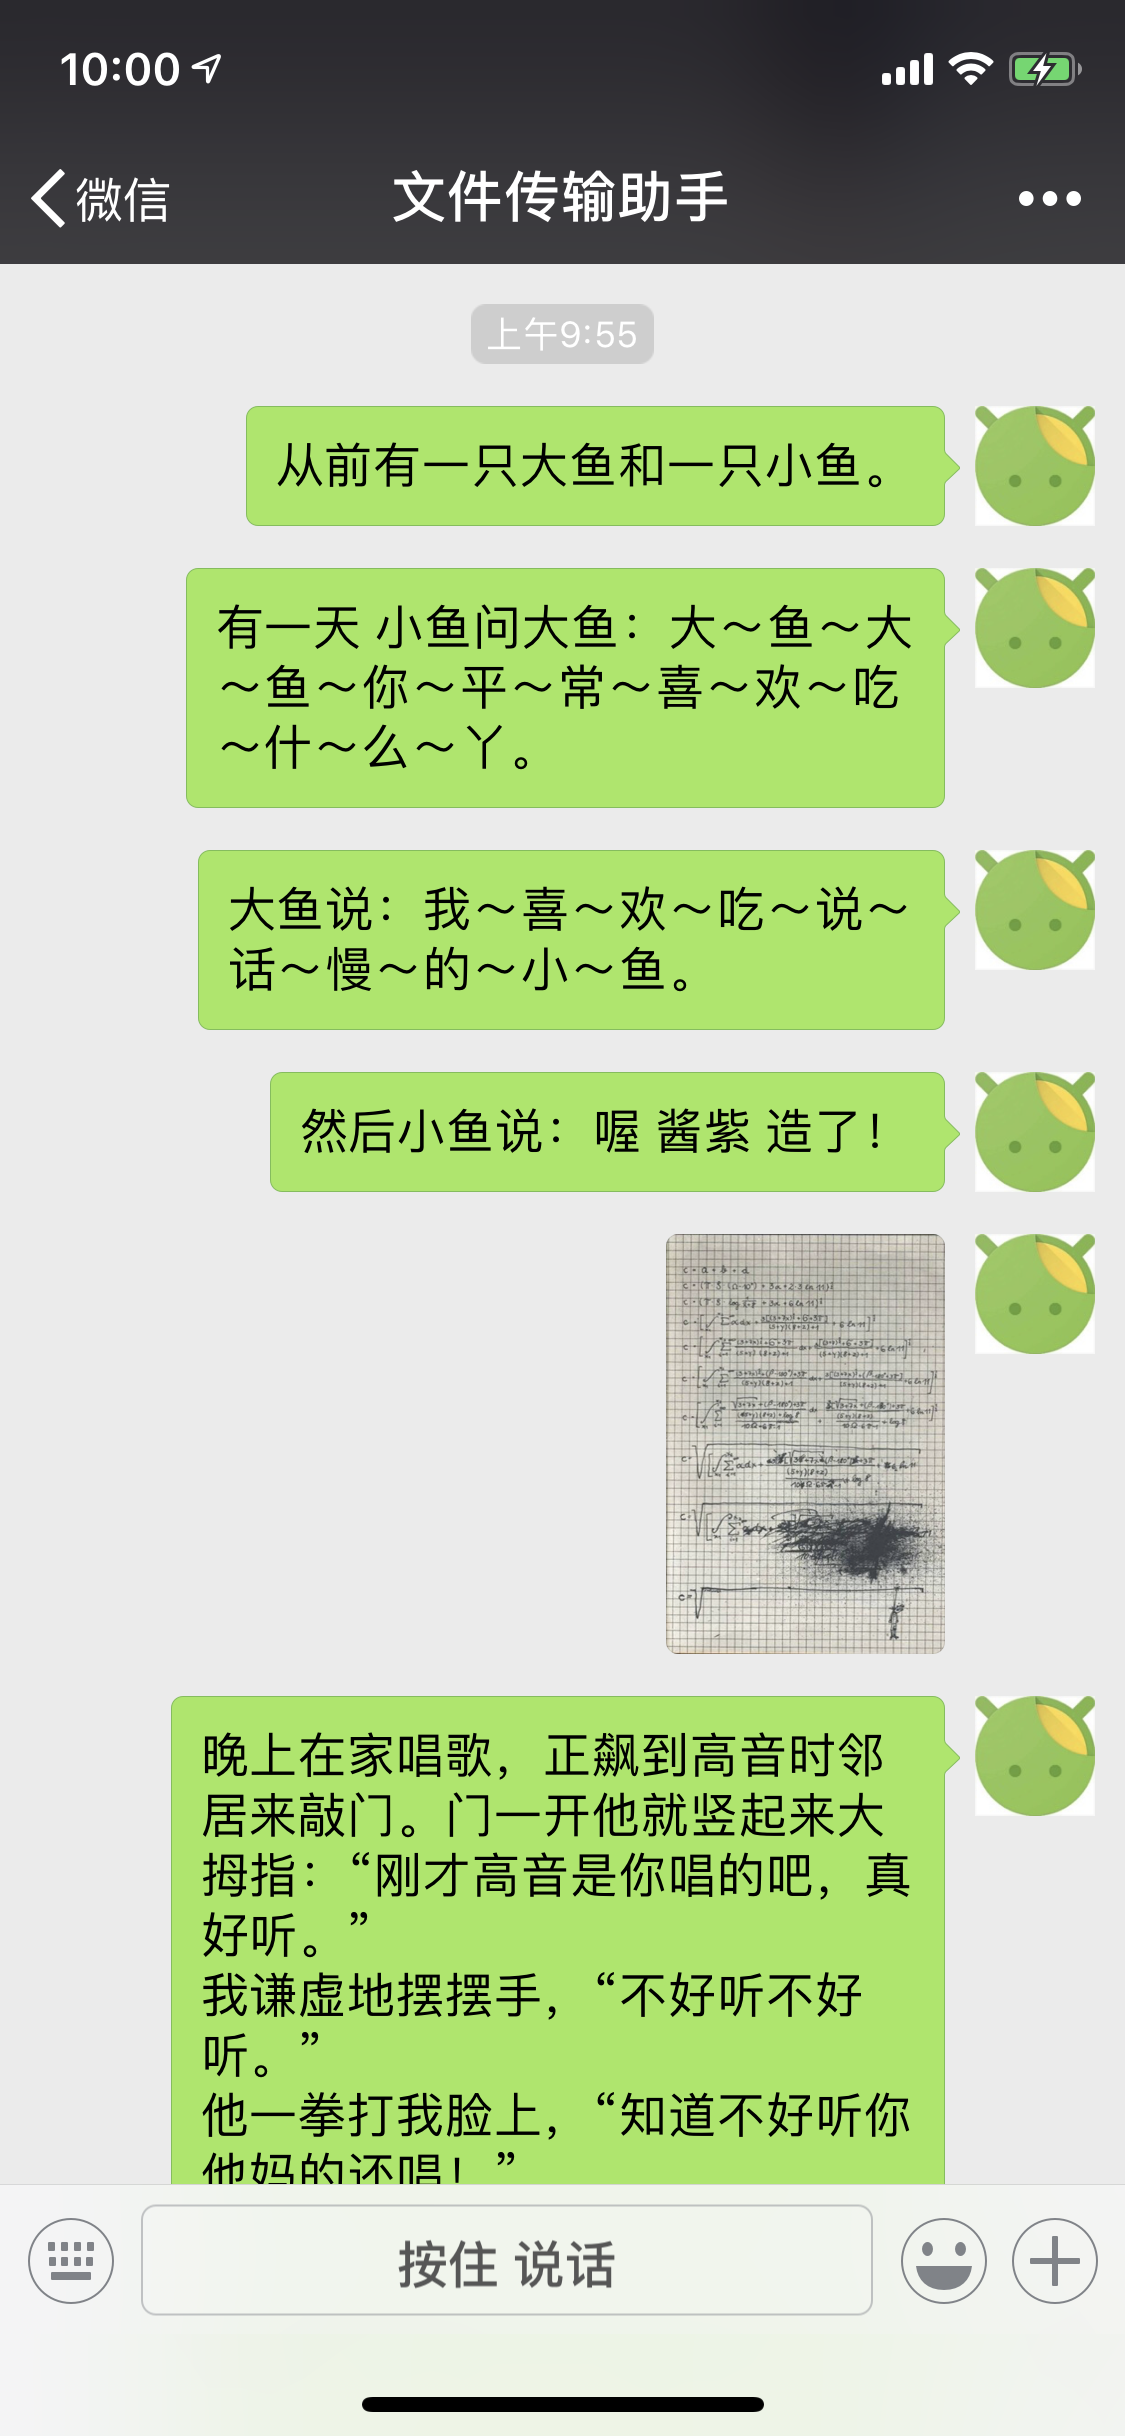 10:00
微信
文件传输助手
上午9:55
从前有一只大鱼和一只小鱼。
有一天 小鱼问大鱼：大～鱼～大
～鱼～你～平～常～喜～欢～吃
～什～么～丫。
大鱼说：我～喜～欢～吃～说～
话～慢～的～小～鱼。
然后小鱼说：喔 酱紫 造了！
c = a + b + a
晚上在家唱歌，正飙到高音时邻
居来敲门。门一开他就竖起来大
拇指：“刚才高音是你唱的吧，真
好听。”
我谦虚地摆摆手，“不好听不好
听。”
他一拳打我脸上，“知道不好听你
他妈的还唱！”
按住 说话